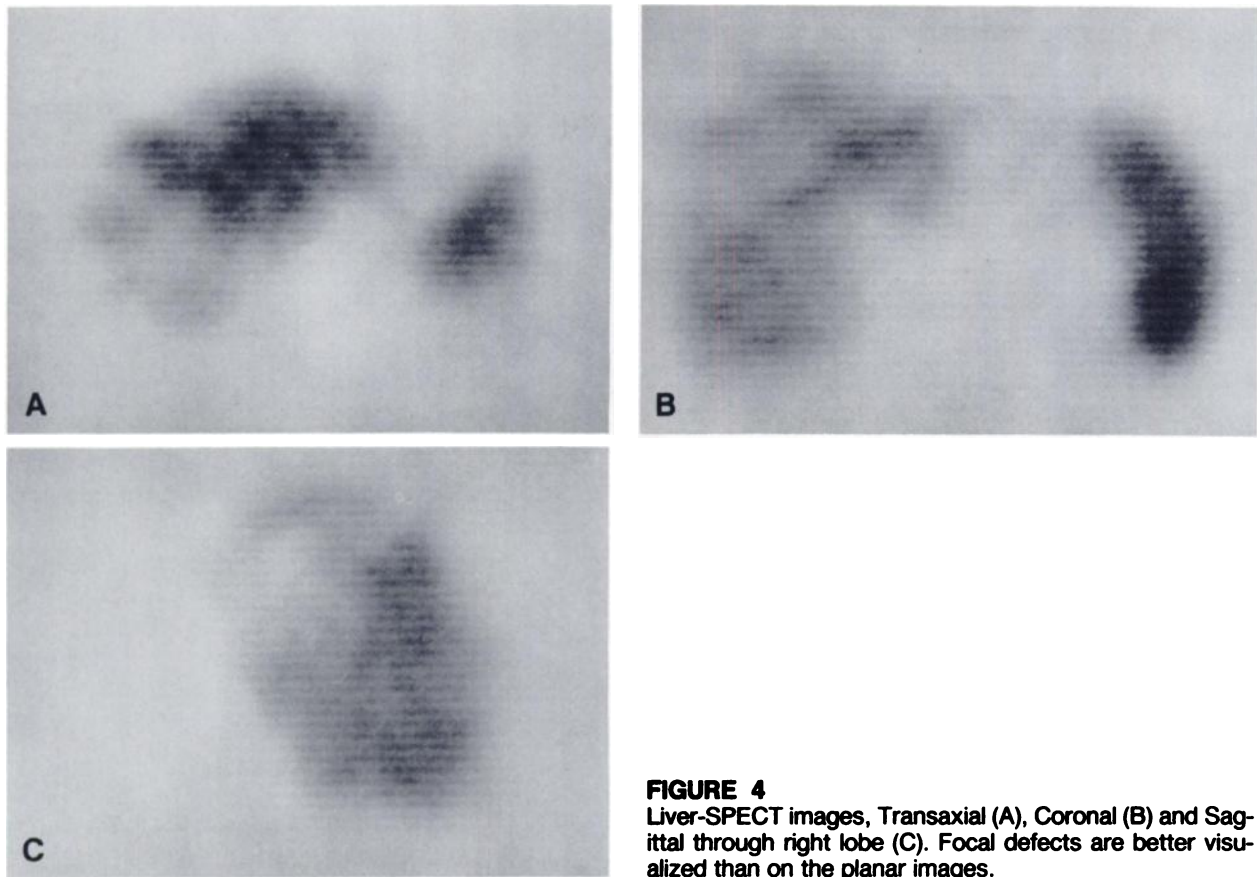 A
B
C
FIGURE 4
Liver-SPECT images, Transaxial (A), Coronal (B) and Sag-
ittal through right lobe (C). Focal defects are better visu-
alized than on the planar images.